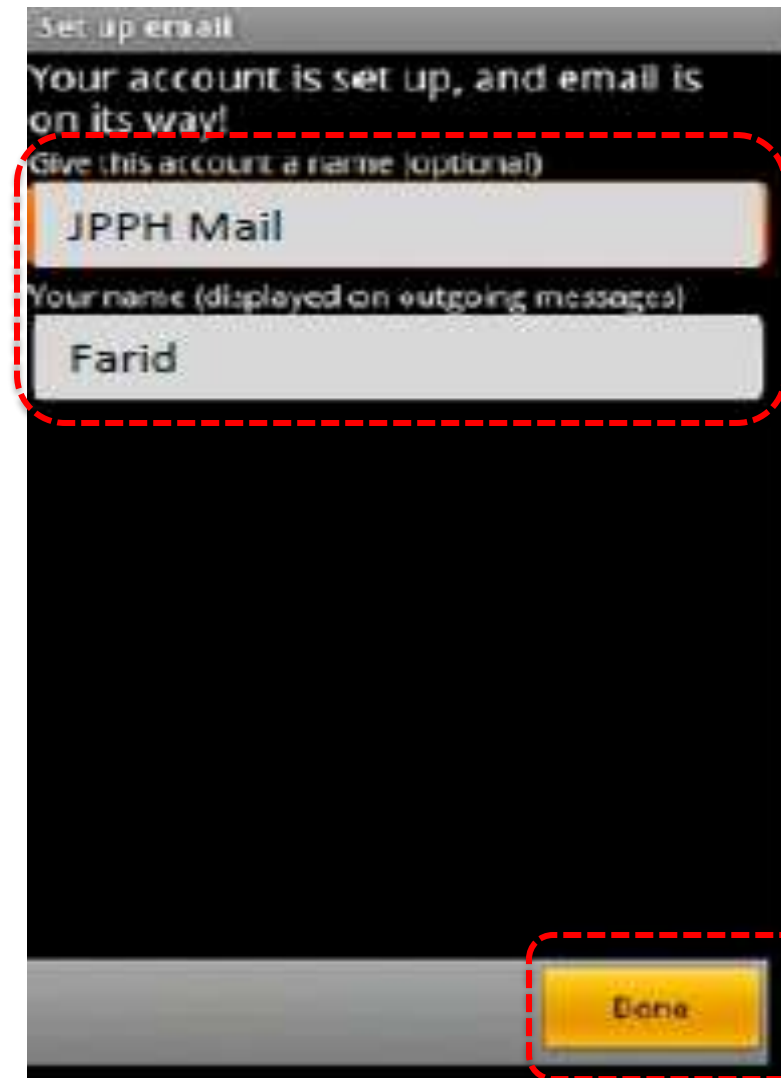 Set up email
Your account is set up, and email is
on its way!
Give this account a name (optional)
JPPH Mail
Your name (displayed on outgoing messages)
Farid
Done